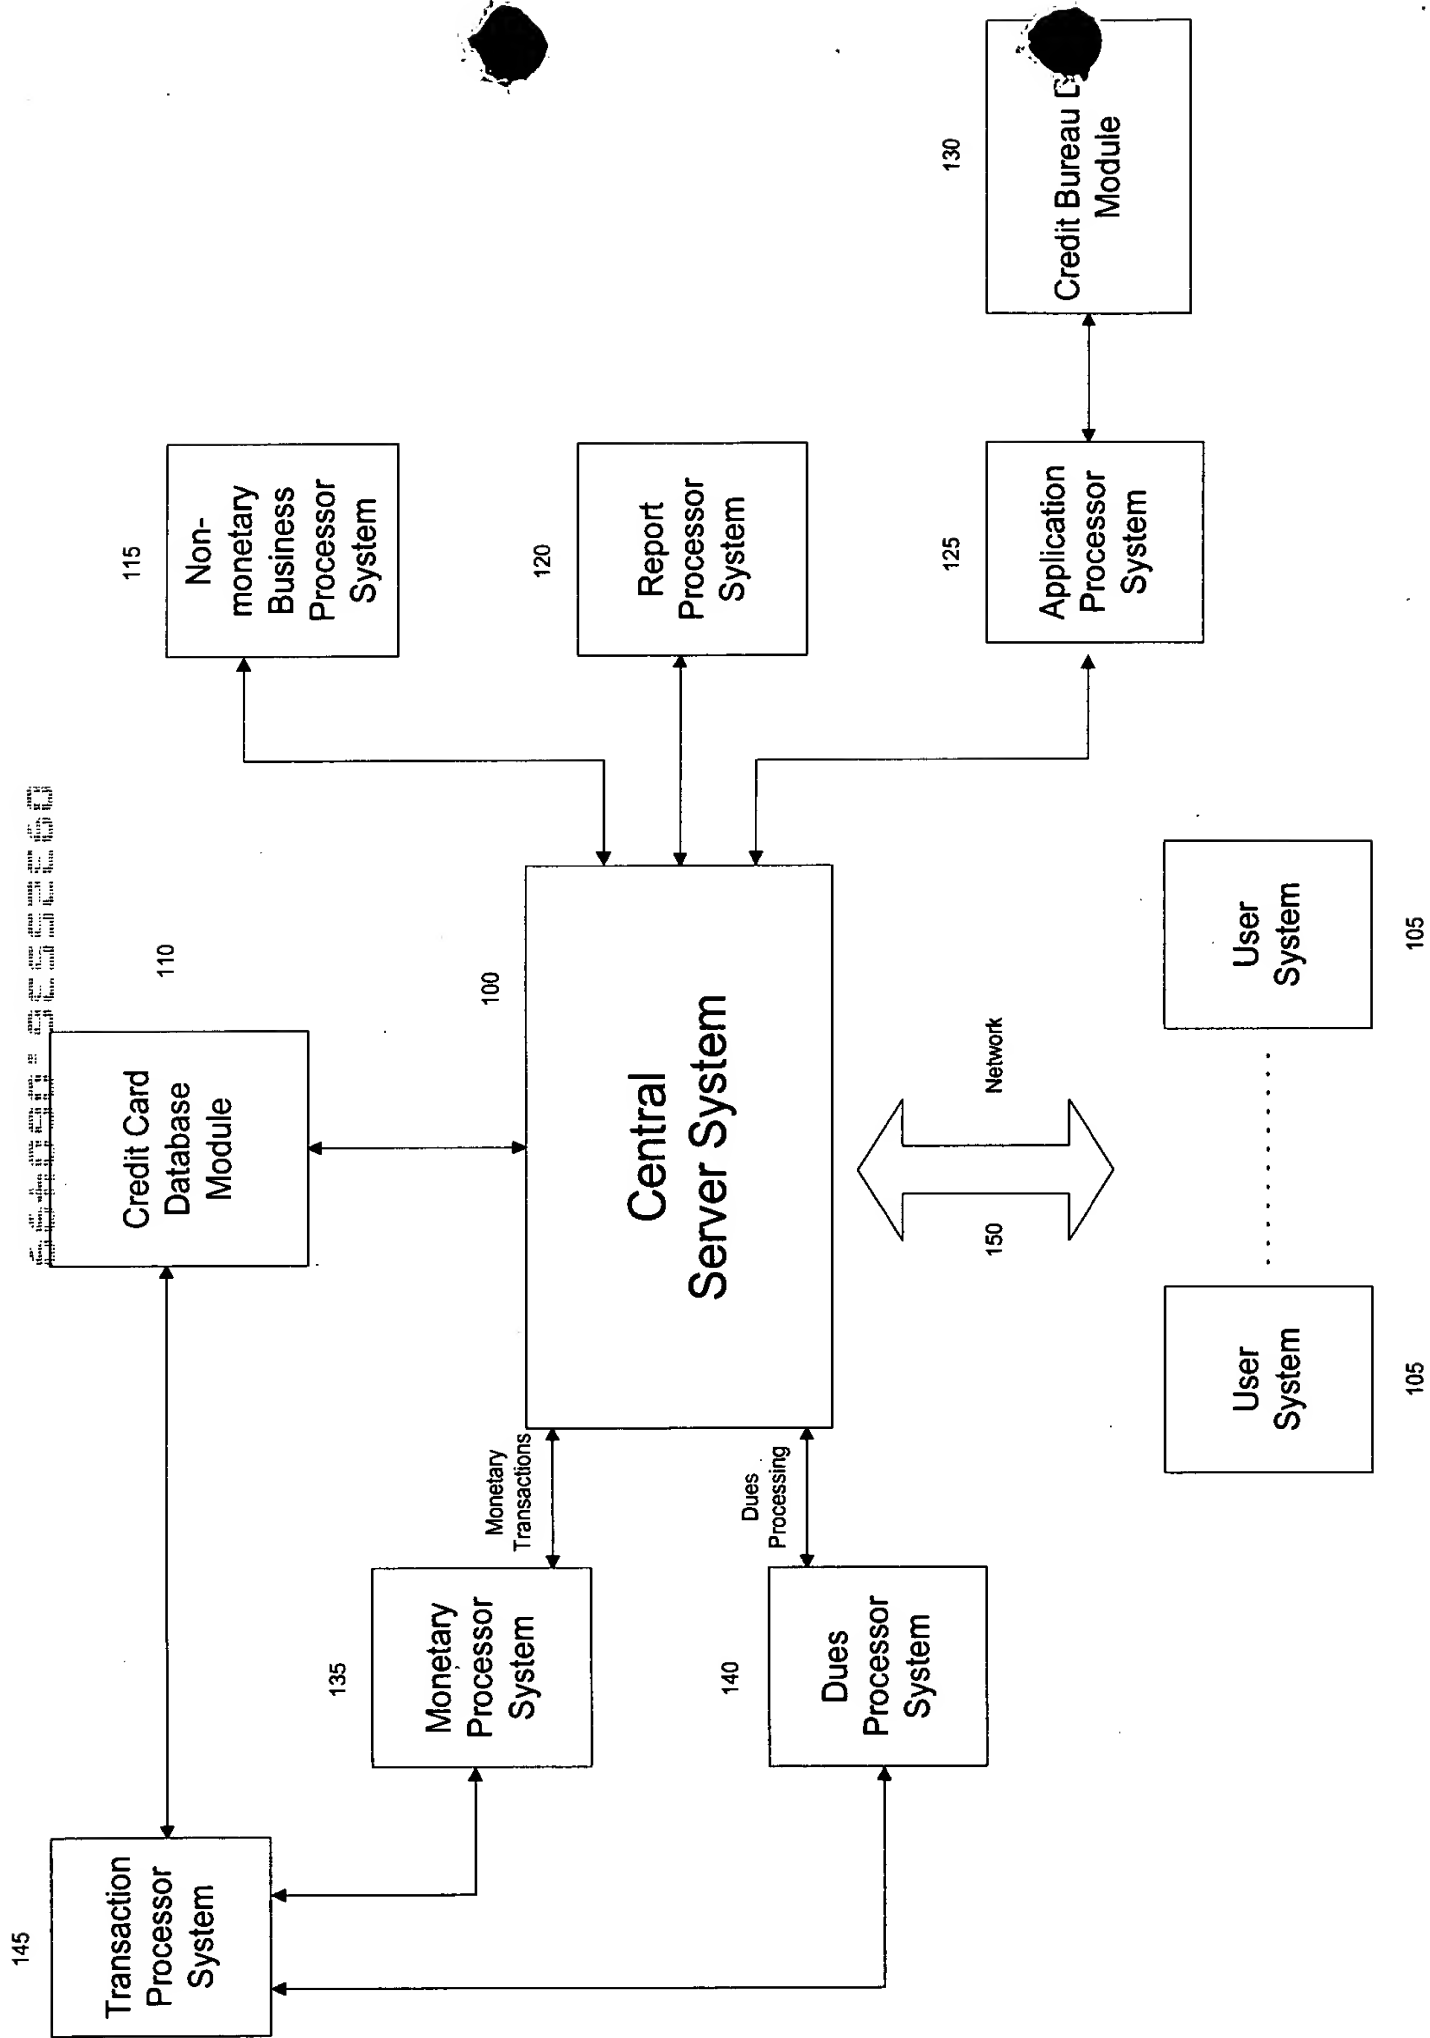 145
Transaction
Processor
System
110
Credit Card
Database
Module
115
Non-
monetary
Business
Processor
System
135
Monetary
Processor
System
Monetary
Transactions
100
Central
Server System
120
Report
Processor
System
140
Dues
Processor
System
Dues
Processing
150
Network
125
Application
Processor
System
130
Credit Bureau
Module
User
System
105
User
System
105